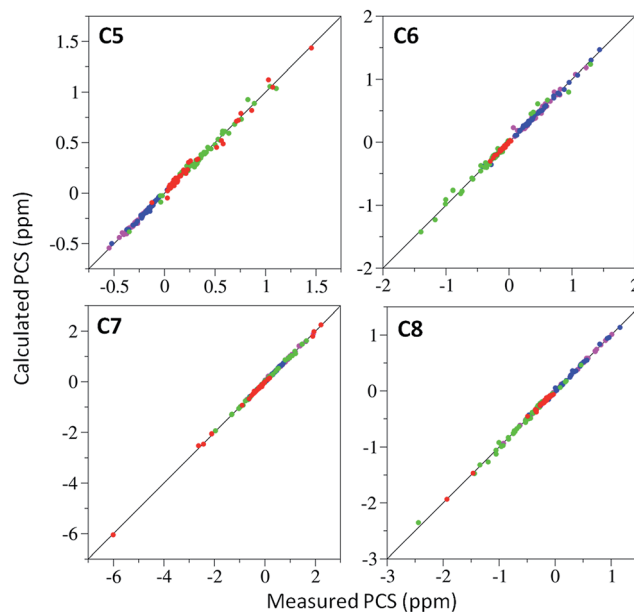 C5
1.5
1
0.5
0
-0.5
-0.5 0 0.5 1 1.5
C6
2
1
0
-1
-2
-2 -1 0 1 2
C7
2
0
-2
-4
-6
-6 -4 -2 0 2
C8
1
0
-1
-2
-3
-3 -2 -1 0 1
Calculated PCS (ppm)
Measured PCS (ppm)